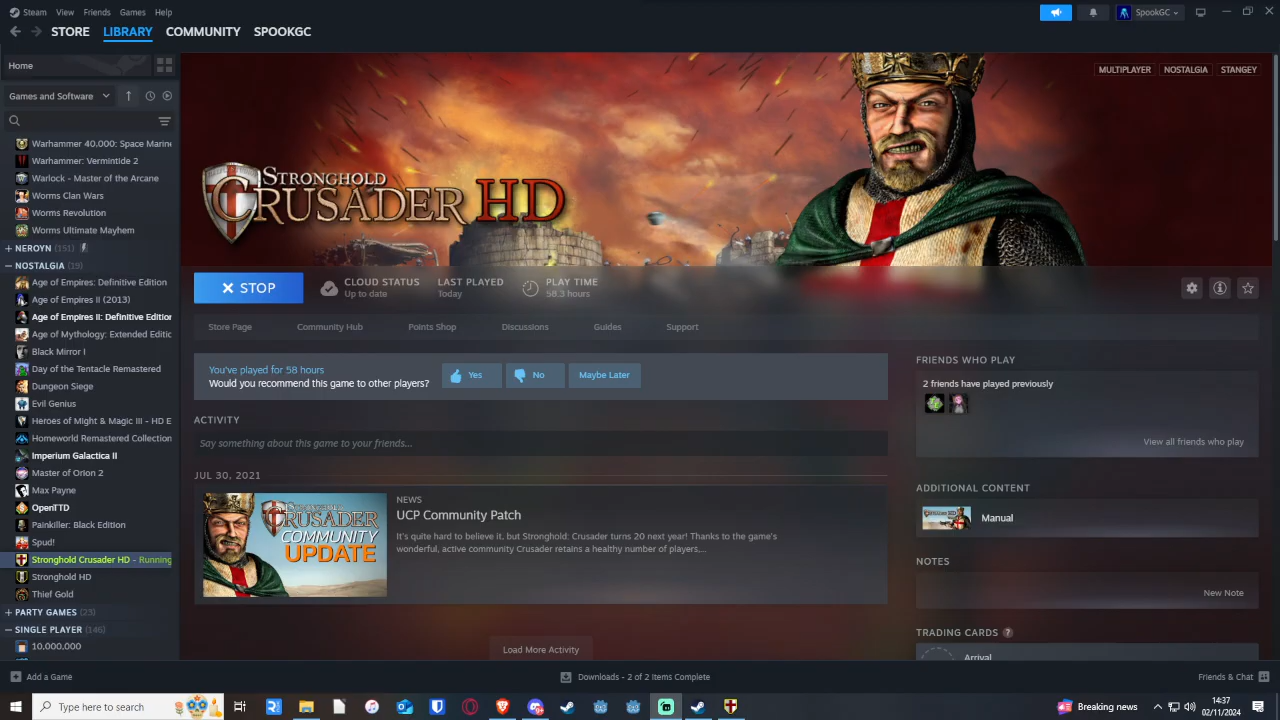 Steam View Friends Games Help
SpookGC
STORE LIBRARY COMMUNITY SPOOKGC
Home
Games and Software
Warhammer 40,000: Space Marin
Warhammer: Vermintide 2
Warlock - Master of the Arcane
Worms Clan Wars
Worms Revolution
Worms Ultimate Mayhem
+ NEROYN (151)
− NOSTALGIA (19)
Age of Empires: Definitive Edition
Age of Empires II (2013)
Age of Empires II: Definitive Edition
Age of Mythology: Extended Editic
Black Mirror I
Day of the Tentacle Remastered
Dungeon Siege
Evil Genius
Heroes of Might & Magic III - HD E
Homeworld Remastered Collection
Imperium Galactica II
Master of Orion 2
Max Payne
OpenTTD
Painkiller: Black Edition
Spud!
Stronghold Crusader HD - Running
Stronghold HD
Thief Gold
+ PARTY GAMES (23)
− SINGLE PLAYER (146)
10,000,000
MULTIPLAYER NOSTALGIA STANGEY
STRONGHOLD
CRUSADER HD
STOP
CLOUD STATUS
Up to date
LAST PLAYED
Today
PLAY TIME
58.3 hours
Store Page Community Hub Points Shop Discussions Guides Support
You've played for 58 hours
Would you recommend this game to other players?
Yes No Maybe Later
ACTIVITY
Say something about this game to your friends...
JUL 30, 2021
STRONGHOLD
CRUSADER
COMMUNITY
UPDATE
NEWS
UCP Community Patch
It's quite hard to believe it, but Stronghold: Crusader turns 20 next year! Thanks to the game's
wonderful, active community Crusader retains a healthy number of players,...
Load More Activity
FRIENDS WHO PLAY
2 friends have played previously
View all friends who play
ADDITIONAL CONTENT
Manual
NOTES
New Note
TRADING CARDS ?
Arrival
Add a Game
Downloads - 2 of 2 Items Complete
Friends & Chat
Type here to search
Breaking news
14:37
02/11/2024